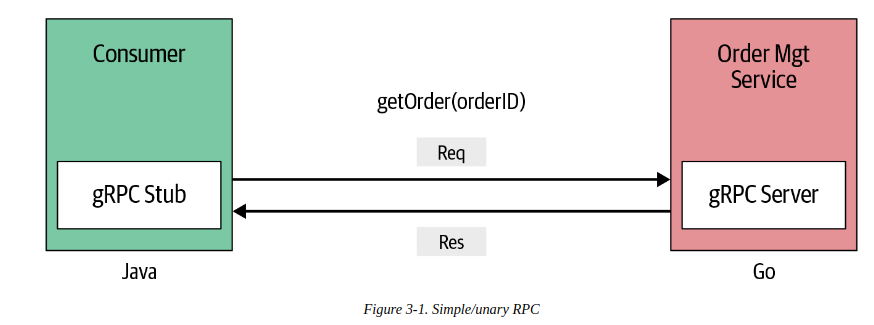 Consumer
Order Mgt
Service
getOrder(orderID)
Req
gRPC Stub
gRPC Server
Res
Java
Go
Figure 3-1. Simple/unary RPC